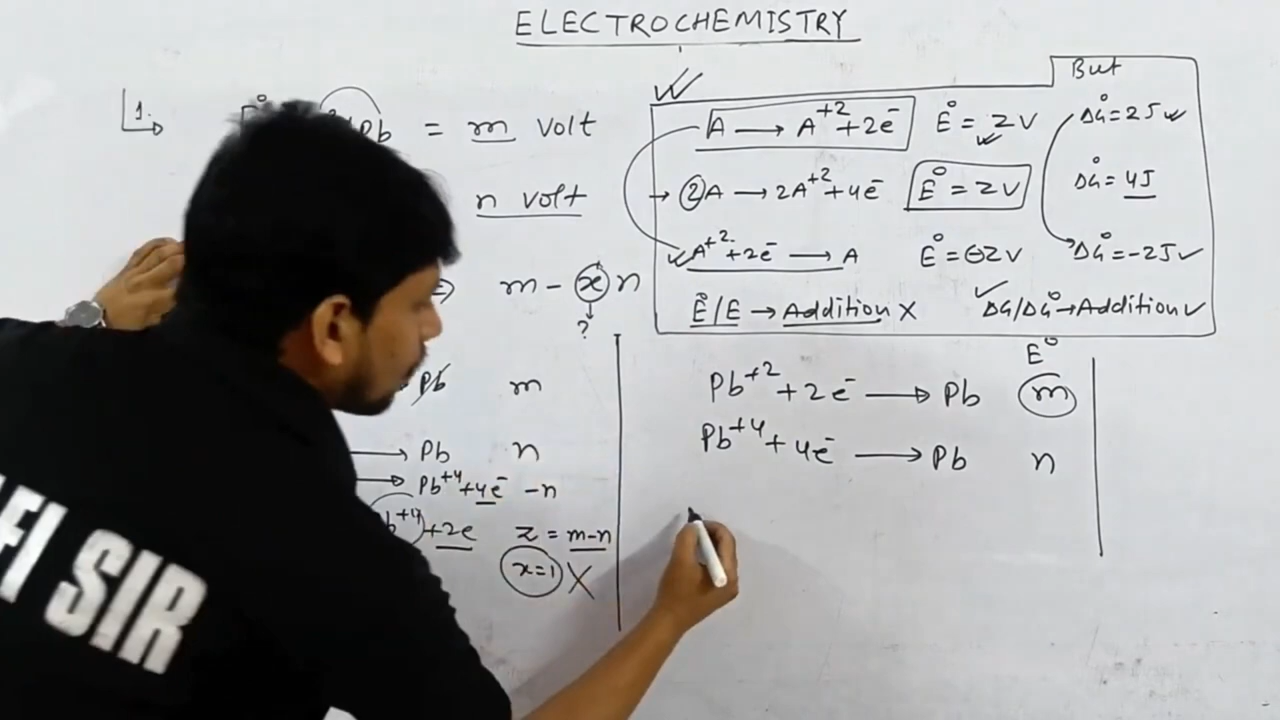 ELECTROCHEMISTRY
1.
Pb = m volt
n volt
m - x n
?
Pb m
Pb n
Pb+4 + 4e- -n
b+4) + 2e z = m-n
x=1 X
But
A → A+2 + 2e- E° = 2V ΔG° = 2J
→ 2A → 2A+2 + 4e- E° = 2V ΔG° = 4J
A+2 + 2e- → A E° = -2V ΔG° = -2J
E°/E → Addition X ΔG/ΔG° → Addition ✓
E°
Pb+2 + 2e- → Pb m
Pb+4 + 4e- → Pb n
FI SIR